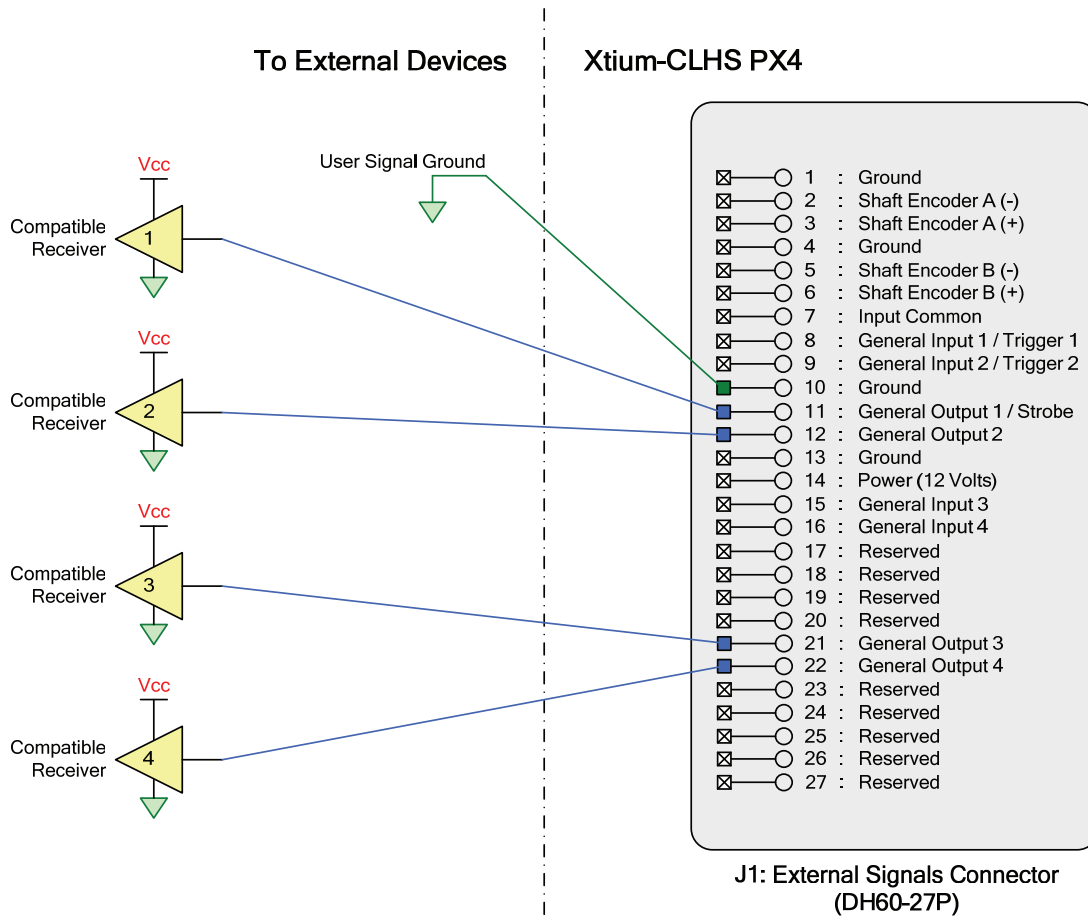 To External Devices
Xtium-CLHS PX4
User Signal Ground
Vcc
Compatible
Receiver
1
Vcc
Compatible
Receiver
2
Vcc
Compatible
Receiver
3
Vcc
Compatible
Receiver
4
1 : Ground
2 : Shaft Encoder A (-)
3 : Shaft Encoder A (+)
4 : Ground
5 : Shaft Encoder B (-)
6 : Shaft Encoder B (+)
7 : Input Common
8 : General Input 1 / Trigger 1
9 : General Input 2 / Trigger 2
10 : Ground
11 : General Output 1 / Strobe
12 : General Output 2
13 : Ground
14 : Power (12 Volts)
15 : General Input 3
16 : General Input 4
17 : Reserved
18 : Reserved
19 : Reserved
20 : Reserved
21 : General Output 3
22 : General Output 4
23 : Reserved
24 : Reserved
25 : Reserved
26 : Reserved
27 : Reserved
J1: External Signals Connector
(DH60-27P)